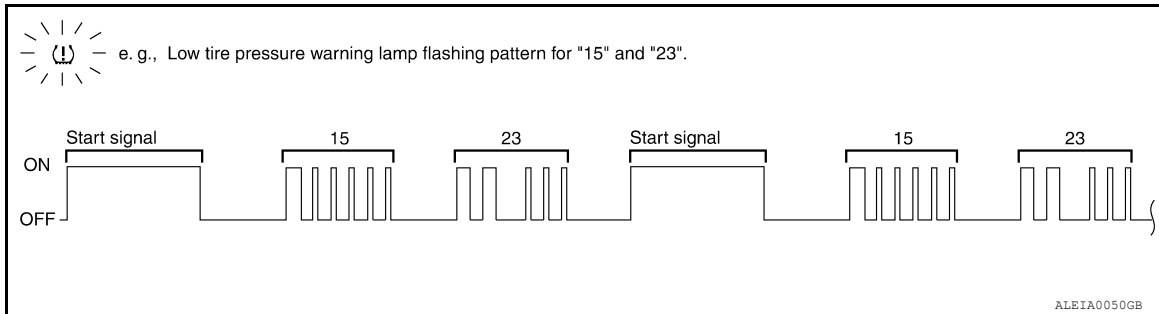 e. g., Low tire pressure warning lamp flashing pattern for "15" and "23".
Start signal 15 23 Start signal 15 23
ON
OFF
ALEIA0050GB